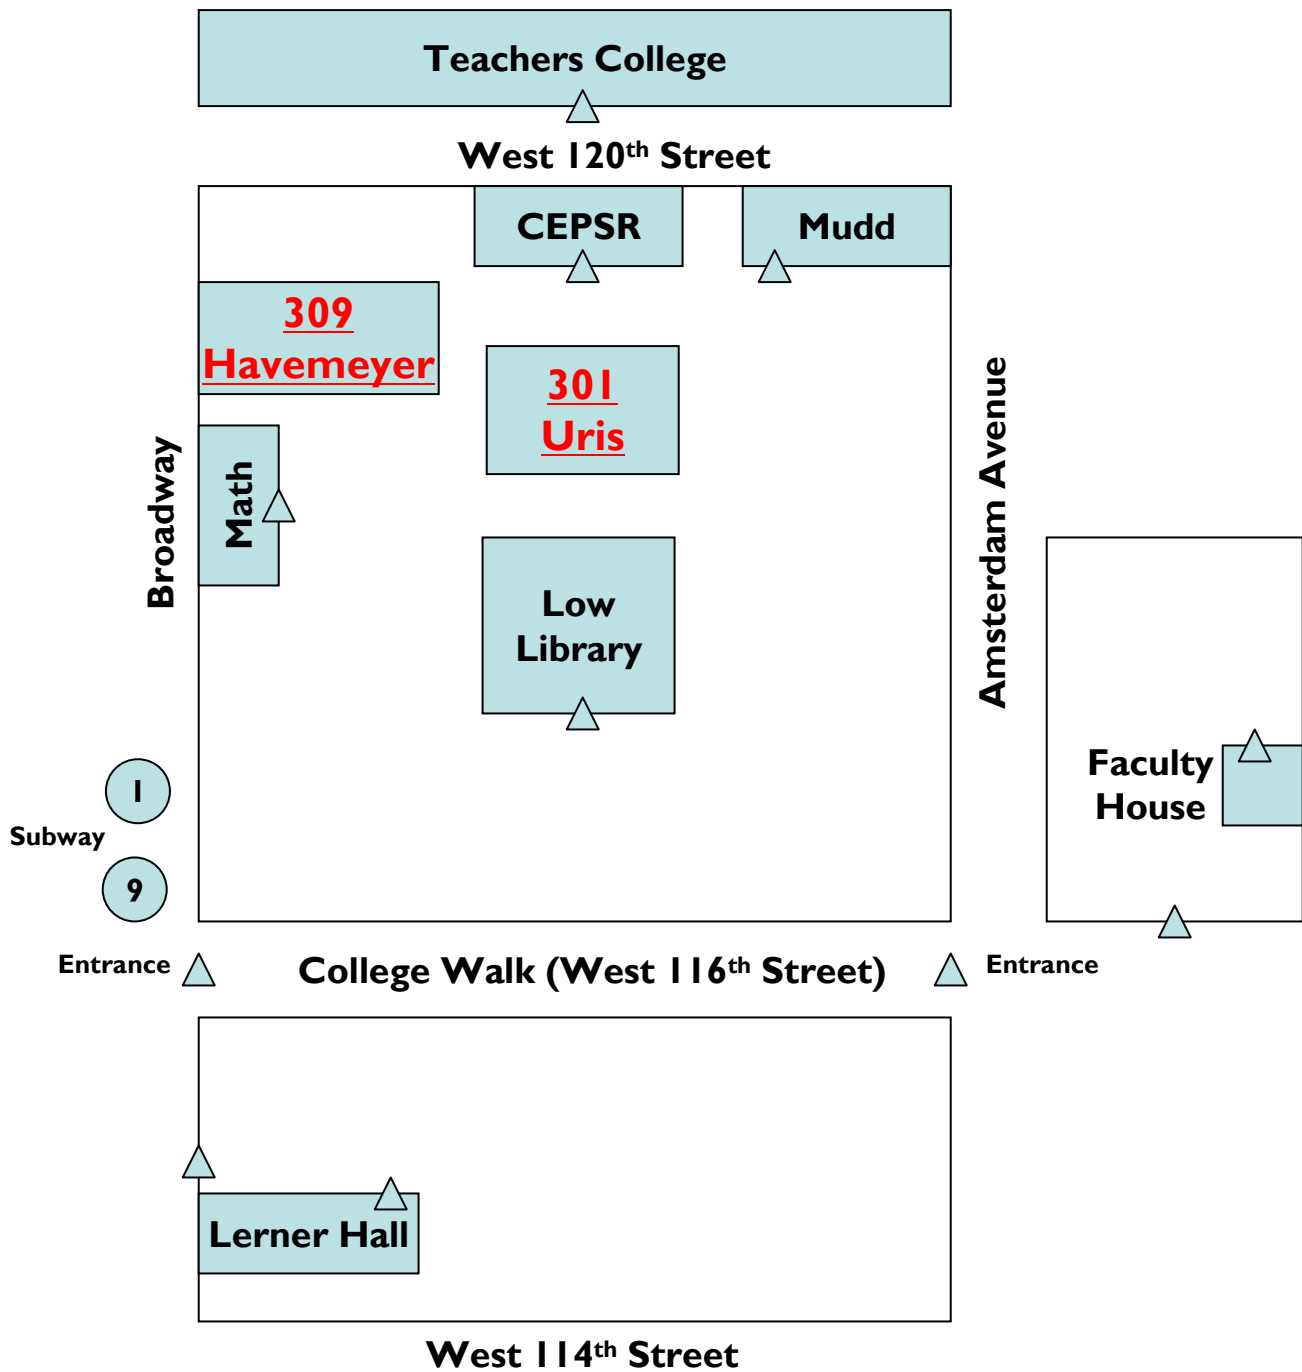 Teachers College
West 120th Street
CEPSR
Mudd
309
Havemeyer
301
Uris
Broadway
Math
Amsterdam Avenue
Low
Library
1
Subway
9
Faculty
House
Entrance
College Walk (West 116th Street)
Entrance
Lerner Hall
West 114th Street